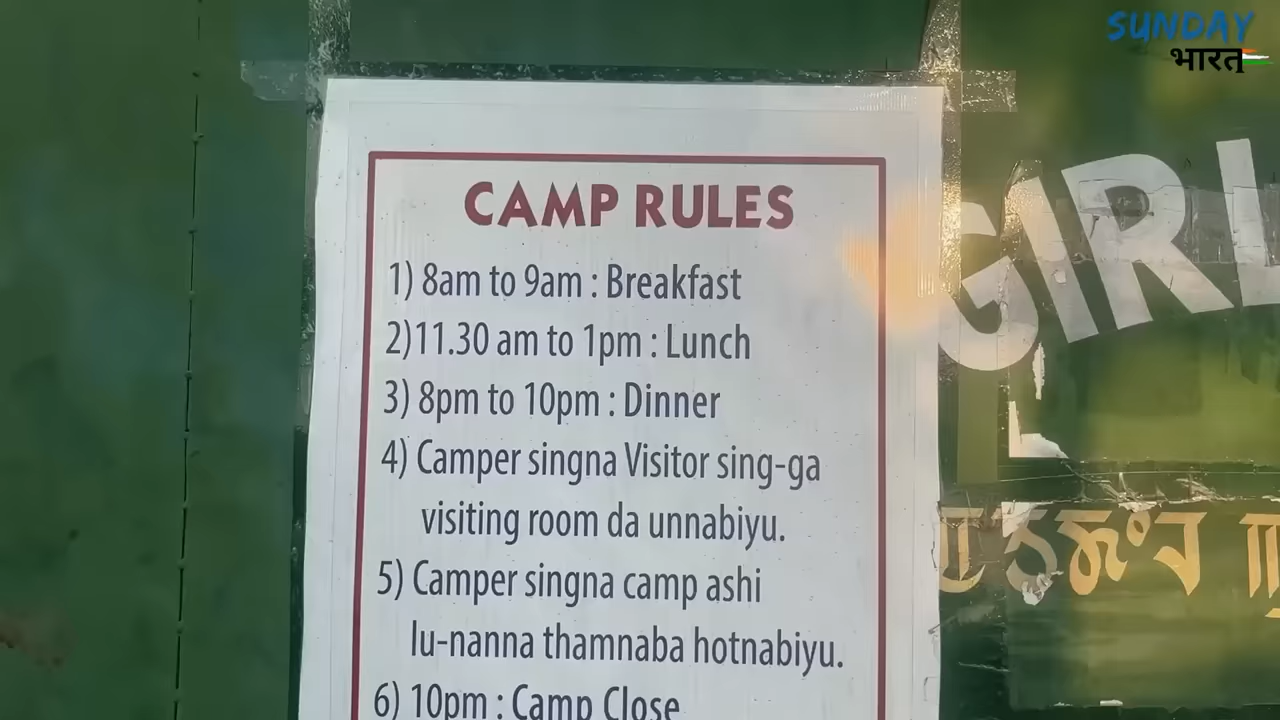 SUNDAY
भारत
CAMP RULES
1) 8am to 9am : Breakfast
2)11.30 am to 1pm : Lunch
3) 8pm to 10pm : Dinner
4) Camper singna Visitor sing-ga
visiting room da unnabiyu.
5) Camper singna camp ashi
lu-nanna thamnaba hotnabiyu.
6) 10pm : Camp Close
GIRL